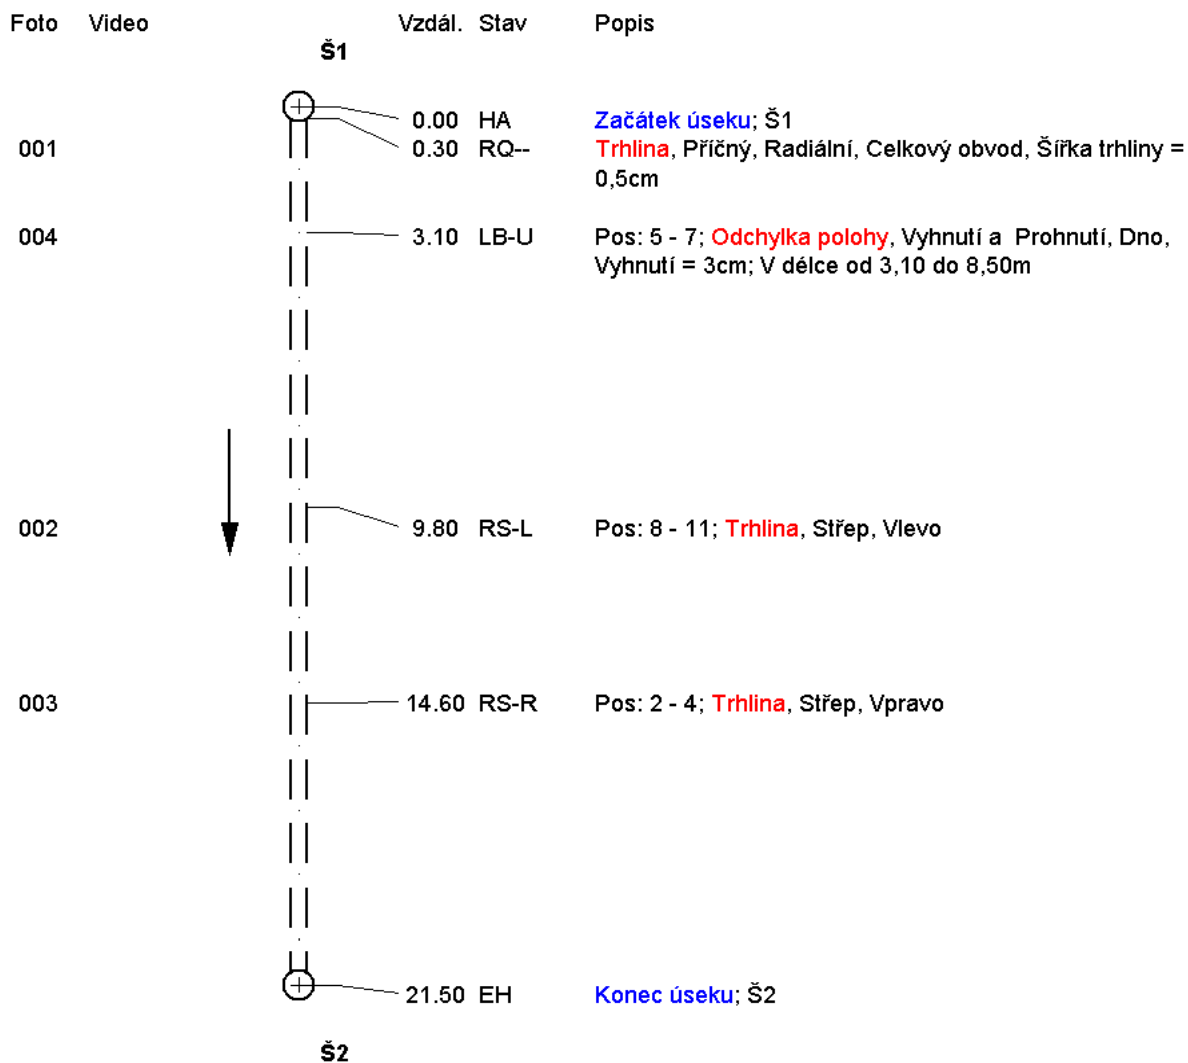 Foto Video Vzdál. Stav Popis
Š1
0.00 HA Začátek úseku; Š1
001 0.30 RQ-- Trhlina, Příčný, Radiální, Celkový obvod, Šířka trhliny =
0,5cm
004 3.10 LB-U Pos: 5 - 7; Odchylka polohy, Vyhnutí a Prohnutí, Dno,
Vyhnutí = 3cm; V délce od 3,10 do 8,50m
002 9.80 RS-L Pos: 8 - 11; Trhlina, Střep, Vlevo
003 14.60 RS-R Pos: 2 - 4; Trhlina, Střep, Vpravo
21.50 EH Konec úseku; Š2
Š2